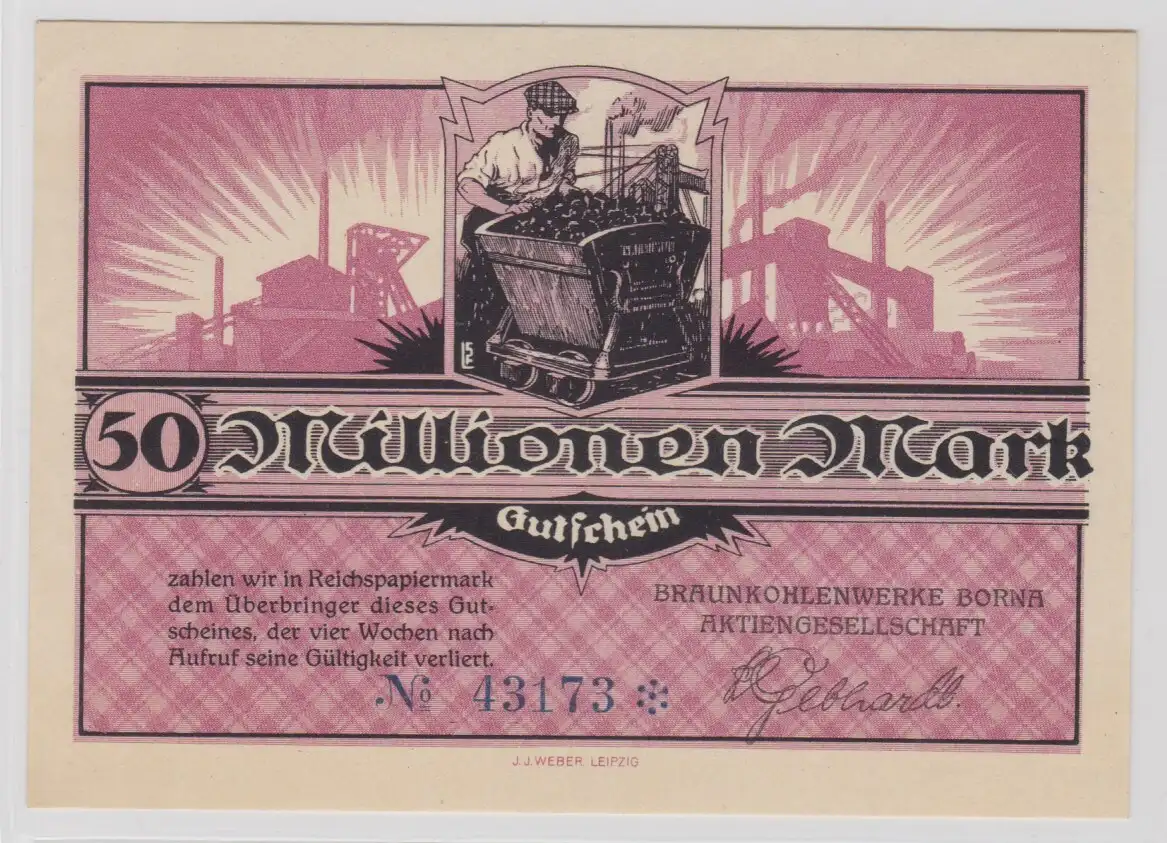 50 Millionen Mark
Gutschein
zahlen wir in Reichspapiermark
dem Überbringer dieses Gut-
scheines, der vier Wochen nach
Aufruf seine Gültigkeit verliert.
No 43173
BRAUNKOHLENWERKE BORNA
AKTIENGESELLSCHAFT
Gebhardt.
J. J. WEBER, LEIPZIG